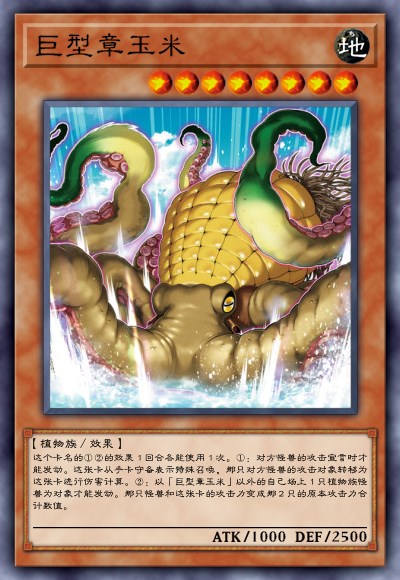 巨型章玉米
地
【植物族／效果】
这个卡名的①②的效果1回合各能使用1次。①：对方怪兽的攻击宣言时才
能发动。这张卡从手卡守备表示特殊召唤，那只对方怪兽的攻击对象转移为
这张卡进行伤害计算。②：以「巨型章玉米」以外的自己场上1只植物族怪
兽为对象才能发动。那只怪兽和这张卡的攻击力变成那2只的原本攻击力合
计数值。
ATK/1000 DEF/2500